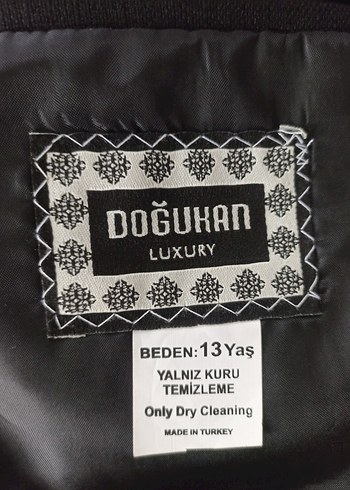 DOĞUKAN
LUXURY
BEDEN: 13 Yaş
YALNIZ KURU
TEMİZLEME
Only Dry Cleaning
MADE IN TURKEY